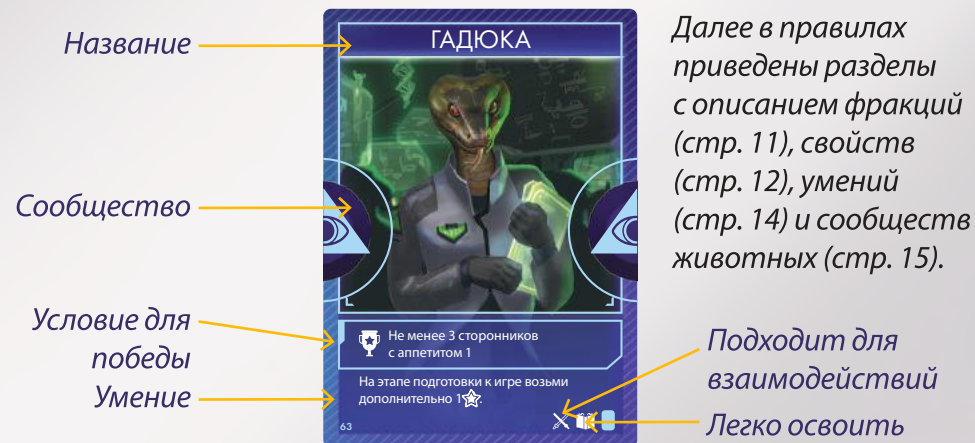 Название
Сообщество
Условие для
победы
Умение
ГАДЮКА
Не менее 3 сторонников
с аппетитом 1
На этапе подготовки к игре возьми
дополнительно 1
63
Далее в правилах
приведены разделы
с описанием фракций
(стр. 11), свойств
(стр. 12), умений
(стр. 14) и сообществ
животных (стр. 15).
Подходит для
взаимодействий
Легко освоить